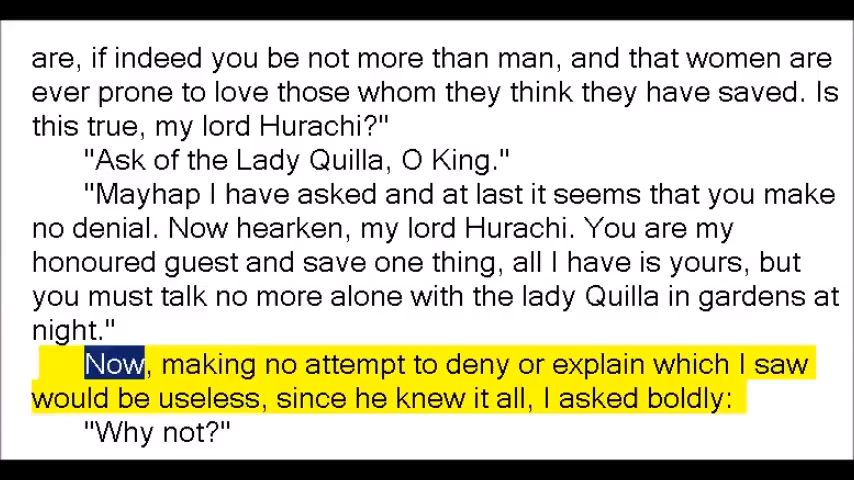 are, if indeed you be not more than man, and that women are
ever prone to love those whom they think they have saved. Is
this true, my lord Hurachi?"
"Ask of the Lady Quilla, O King."
"Mayhap I have asked and at last it seems that you make
no denial. Now hearken, my lord Hurachi. You are my
honoured guest and save one thing, all I have is yours, but
you must talk no more alone with the lady Quilla in gardens at
night."
Now, making no attempt to deny or explain which I saw
would be useless, since he knew it all, I asked boldly:
"Why not?"